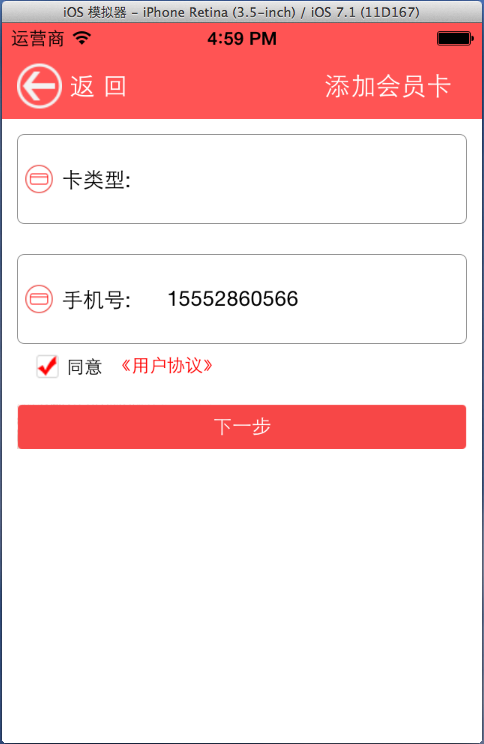 iOS 模拟器 - iPhone Retina (3.5-inch) / iOS 7.1 (11D167)
运营商 4:59 PM
返 回 添加会员卡
卡类型:
手机号: 15552860566
同意 《用户协议》
下一步